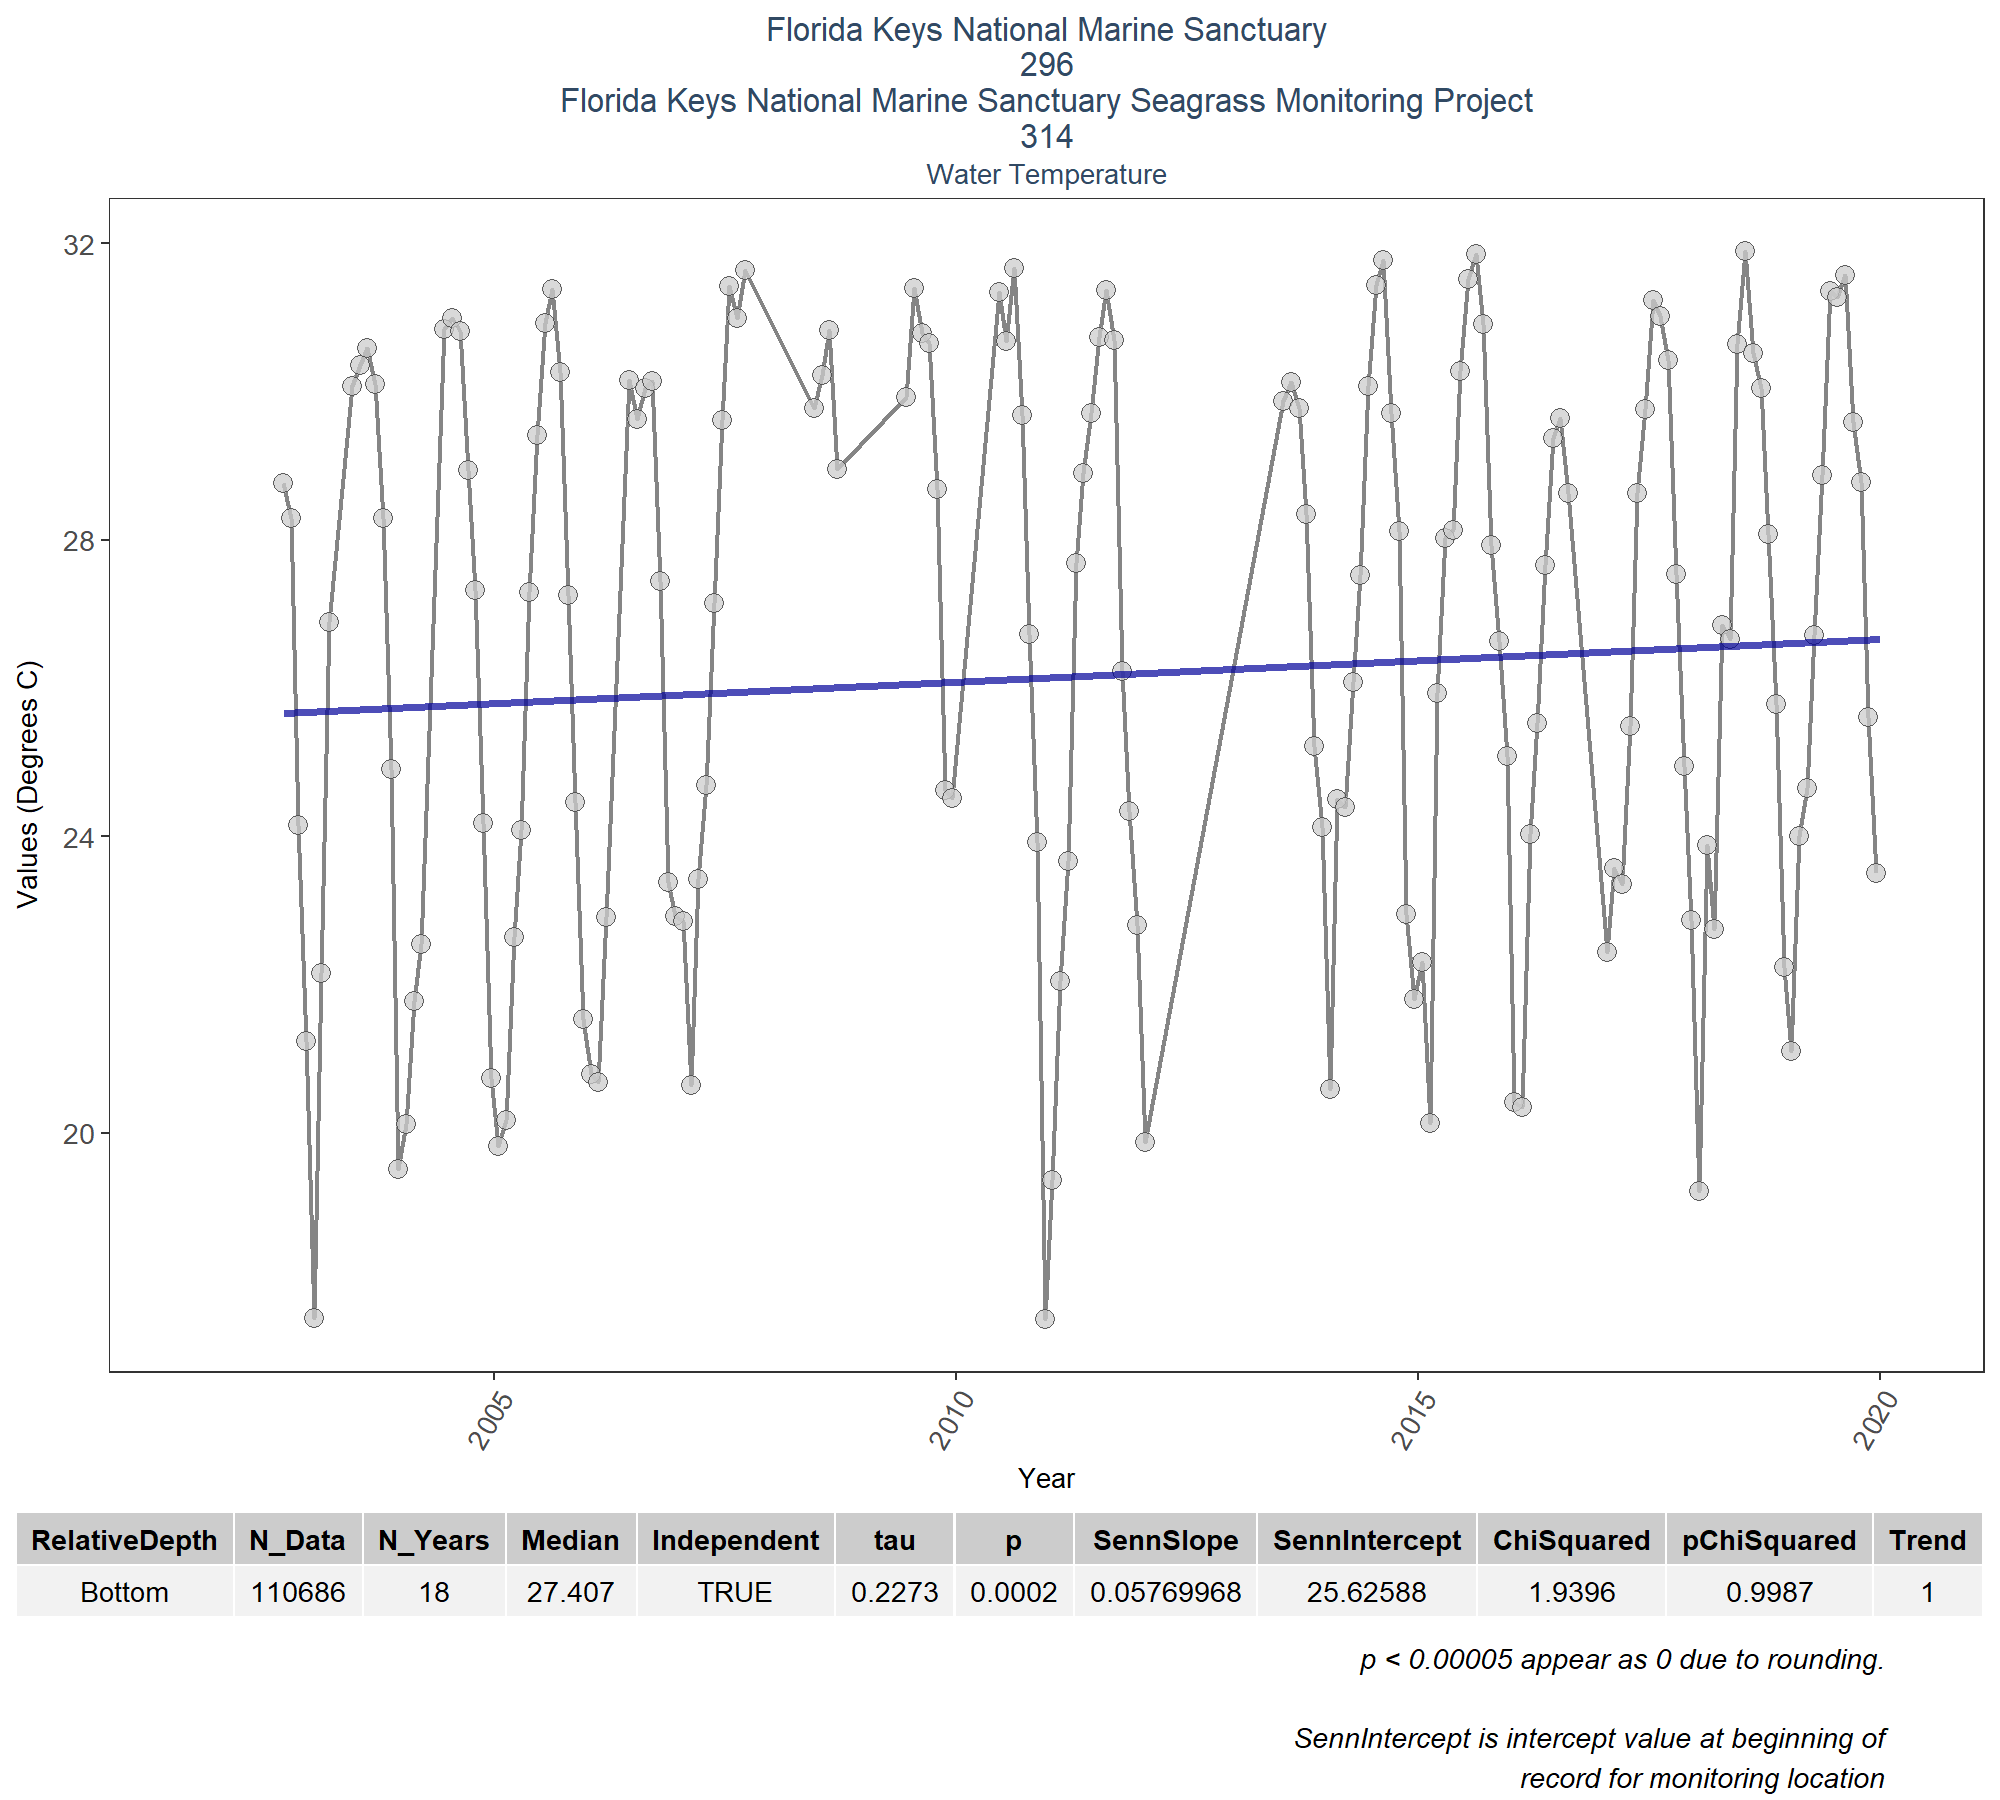 Florida Keys National Marine Sanctuary
296
Florida Keys National Marine Sanctuary Seagrass Monitoring Project
314
Water Temperature
32
28
24
20
Values (Degrees C)
2005 2010 2015 2020
Year
RelativeDepth N_Data N_Years Median Independent tau p SennSlope SennIntercept ChiSquared pChiSquared Trend
Bottom 110686 18 27.407 TRUE 0.2273 0.0002 0.05769968 25.62588 1.9396 0.9987 1
p < 0.00005 appear as 0 due to rounding.
SennIntercept is intercept value at beginning of
record for monitoring location